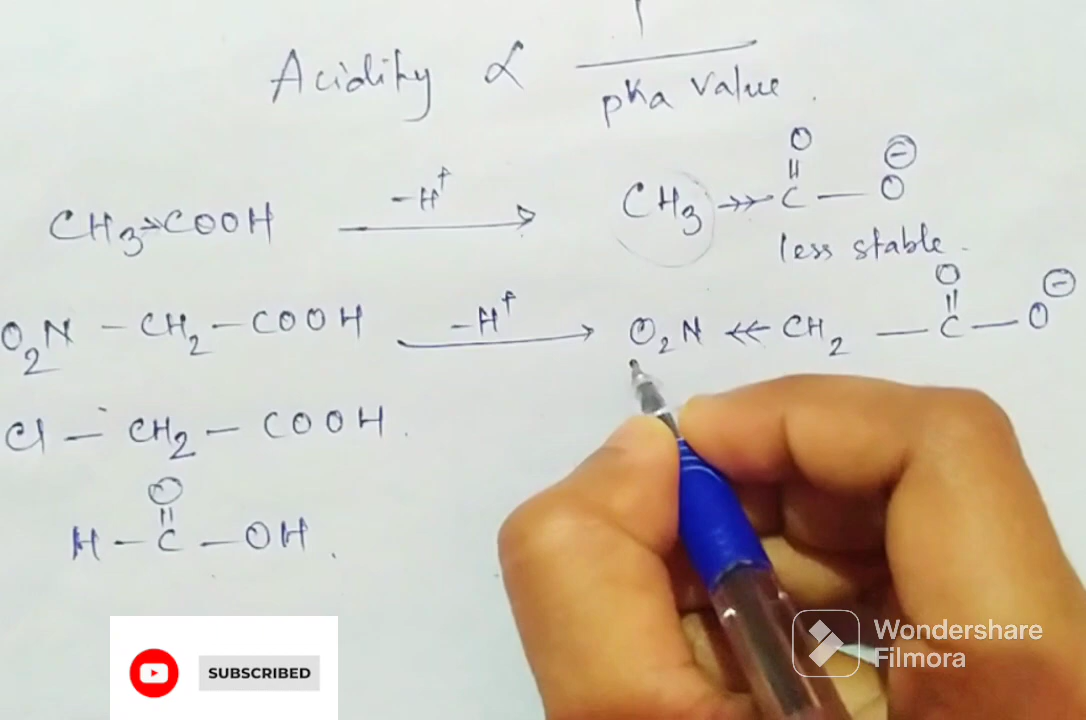 Acidity ∝ 1
pKa value.
CH3 COOH -H+ CH3 C O O ⊖
less stable.
O2N - CH2 - COOH -H+ O2N CH2 - C O - O ⊖
Cl - CH2 - COOH.
O
H - C - OH.
SUBSCRIBED
Wondershare
Filmora